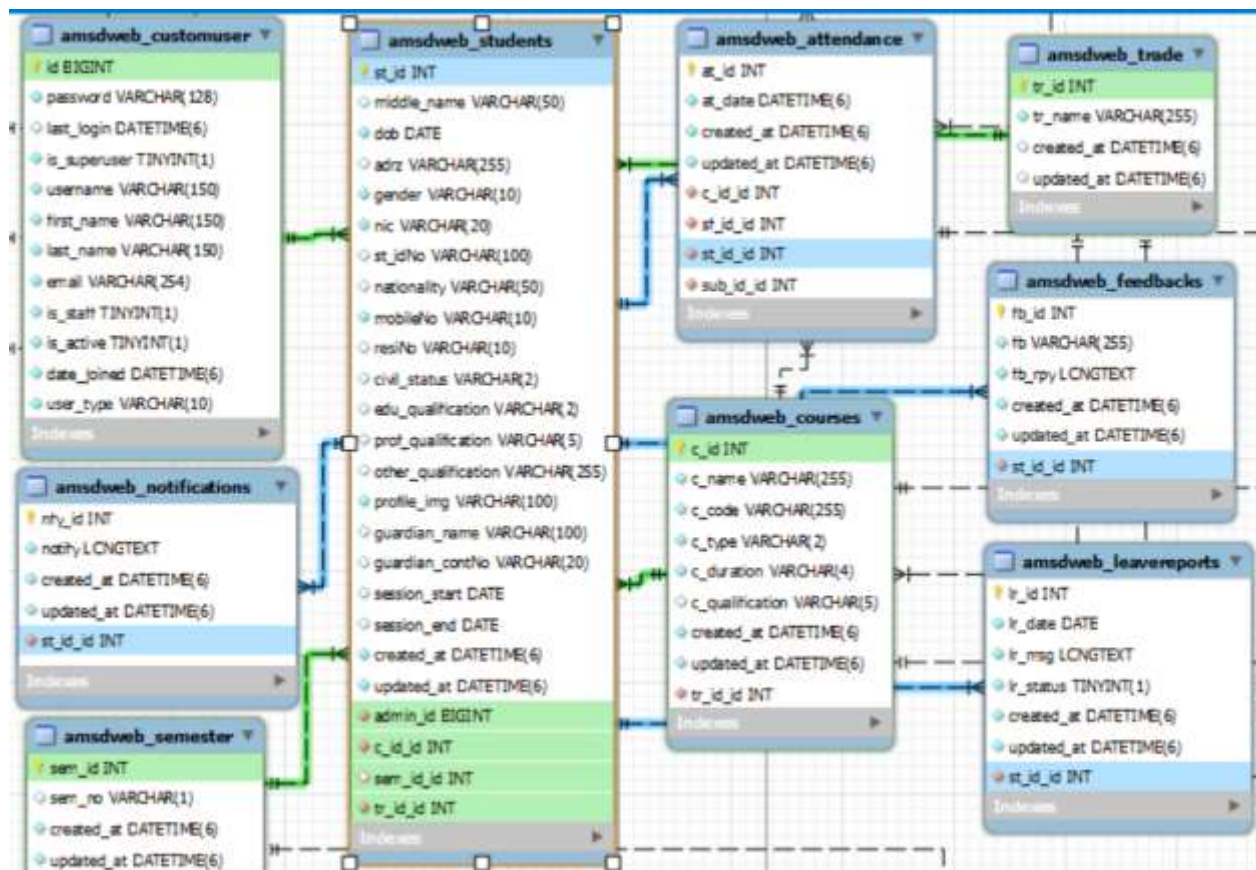 amsdweb_customuser
id BIGINT
password VARCHAR(128)
last_login DATETIME(6)
is_superuser TINYINT(1)
username VARCHAR(150)
first_name VARCHAR(150)
last_name VARCHAR(150)
email VARCHAR(254)
is_staff TINYINT(1)
is_active TINYINT(1)
date_joined DATETIME(6)
user_type VARCHAR(10)
Indexes
amsdweb_notifications
nty_id INT
notify LONGTEXT
created_at DATETIME(6)
updated_at DATETIME(6)
st_id_id INT
Indexes
amsdweb_semester
sem_id INT
sem_no VARCHAR(1)
created_at DATETIME(6)
updated_at DATETIME(6)
amsdweb_students
st_id INT
middle_name VARCHAR(50)
dob DATE
adrz VARCHAR(255)
gender VARCHAR(10)
nic VARCHAR(20)
st_idNo VARCHAR(100)
nationality VARCHAR(50)
mobileNo VARCHAR(10)
resiNo VARCHAR(10)
civil_status VARCHAR(2)
edu_qualification VARCHAR(2)
prof_qualification VARCHAR(5)
other_qualification VARCHAR(255)
profile_img VARCHAR(100)
guardian_name VARCHAR(100)
guardian_contNo VARCHAR(20)
session_start DATE
session_end DATE
created_at DATETIME(6)
updated_at DATETIME(6)
admin_id BIGINT
c_id_id INT
sem_id_id INT
tr_id_id INT
Indexes
amsdweb_attendance
at_id INT
at_date DATETIME(6)
created_at DATETIME(6)
updated_at DATETIME(6)
c_id_id INT
sf_id_id INT
st_id_id INT
sub_id_id INT
Indexes
amsdweb_courses
c_id INT
c_name VARCHAR(255)
c_code VARCHAR(255)
c_type VARCHAR(2)
c_duration VARCHAR(4)
c_qualification VARCHAR(5)
created_at DATETIME(6)
updated_at DATETIME(6)
tr_id_id INT
Indexes
amsdweb_trade
tr_id INT
tr_name VARCHAR(255)
created_at DATETIME(6)
updated_at DATETIME(6)
Indexes
amsdweb_feedbacks
fb_id INT
fb VARCHAR(255)
fb_rpy LONGTEXT
created_at DATETIME(6)
updated_at DATETIME(6)
st_id_id INT
Indexes
amsdweb_leavereports
lr_id INT
lr_date DATE
lr_msg LONGTEXT
lr_status TINYINT(1)
created_at DATETIME(6)
updated_at DATETIME(6)
st_id_id INT
Indexes